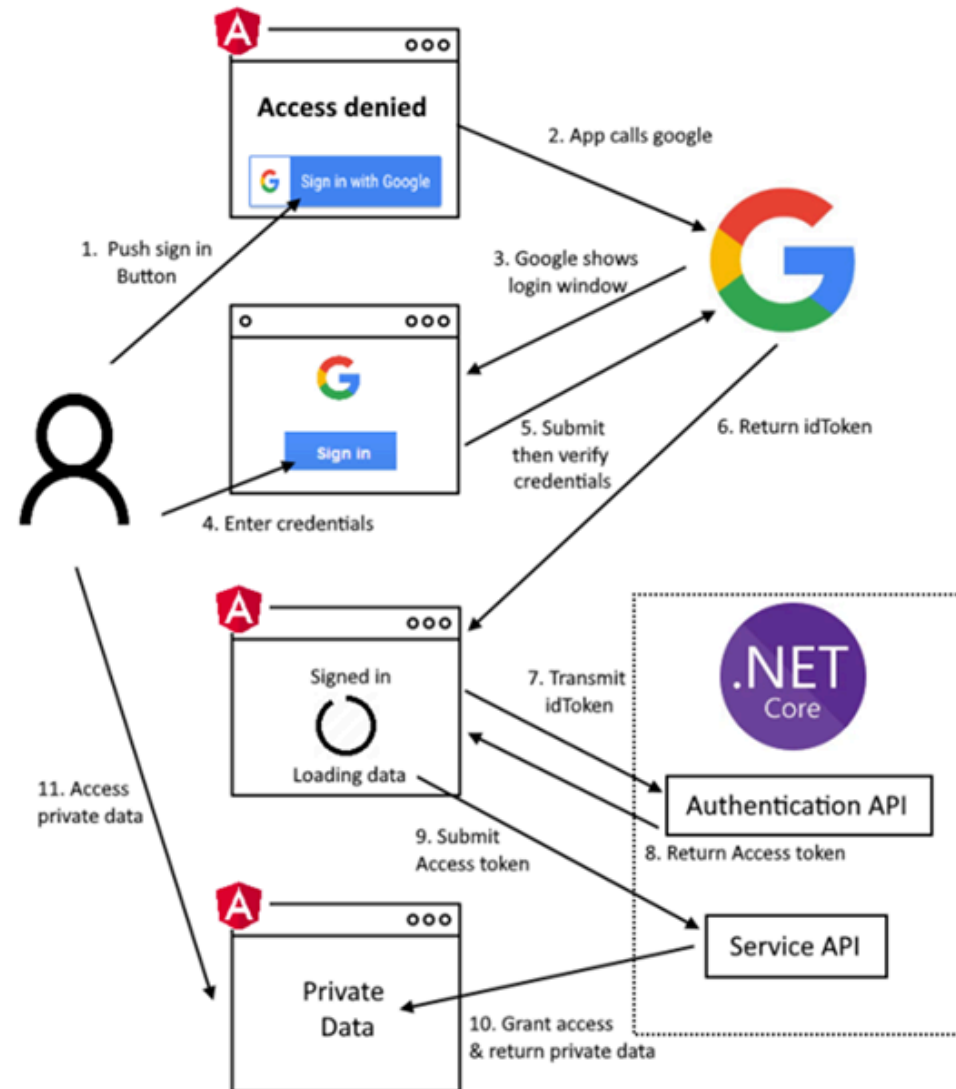 Access denied
Sign in with Google
2. App calls google
1. Push sign in
Button
3. Google shows
login window
Sign in
5. Submit
then verify
credentials
6. Return idToken
4. Enter credentials
Signed in
Loading data
7. Transmit
idToken
.NET
Core
Authentication API
8. Return Access token
11. Access
private data
9. Submit
Access token
Service API
Private
Data
10. Grant access
& return private data